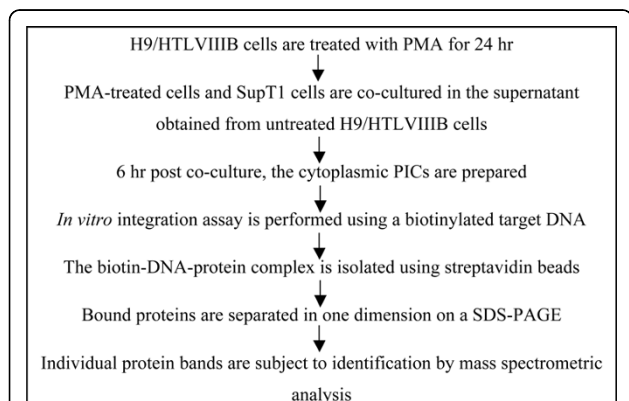 H9/HTLVIIIB cells are treated with PMA for 24 hr
PMA-treated cells and SupT1 cells are co-cultured in the supernatant
obtained from untreated H9/HTLVIIIB cells
6 hr post co-culture, the cytoplasmic PICs are prepared
In vitro integration assay is performed using a biotinylated target DNA
The biotin-DNA-protein complex is isolated using streptavidin beads
Bound proteins are separated in one dimension on a SDS-PAGE
Individual protein bands are subject to identification by mass spectrometric
analysis